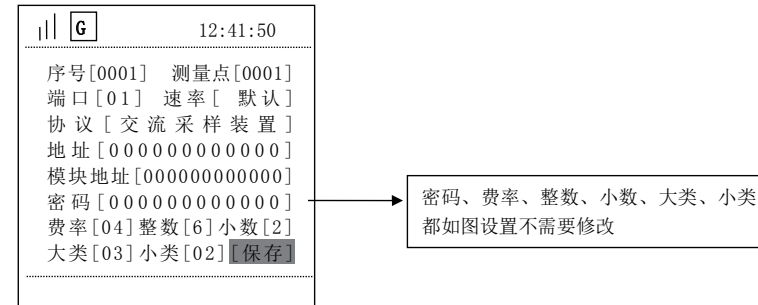 G 12:41:50
序号[0001] 测量点[0001]
端口[01] 速率[ 默认]
协议[交流采样装置]
地址[000000000000]
模块地址[000000000000]
密码[000000000000]
费率[04]整数[6]小数[2]
大类[03]小类[02][保存]
密码、费率、整数、小数、大类、小类
都如图设置不需要修改